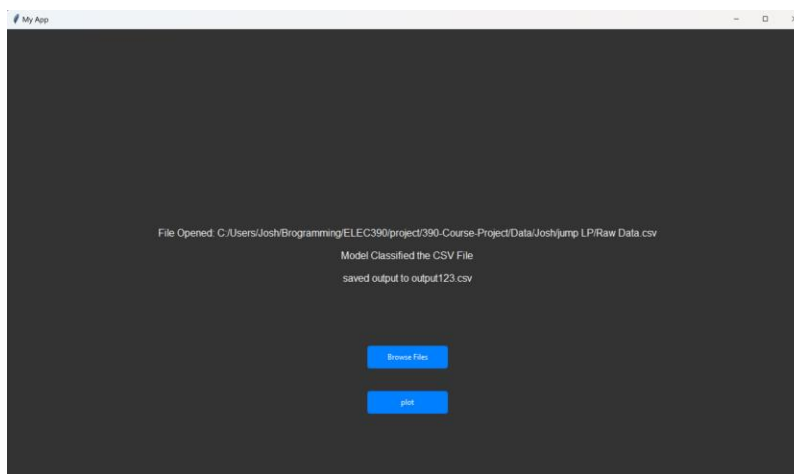 My App
File Opened: C:/Users/Josh/Brogramming/ELEC390/project/390-Course-Project/Data/Josh/jump LP/Raw Data.csv
Model Classified the CSV File
saved output to output123.csv
Browse Files
plot